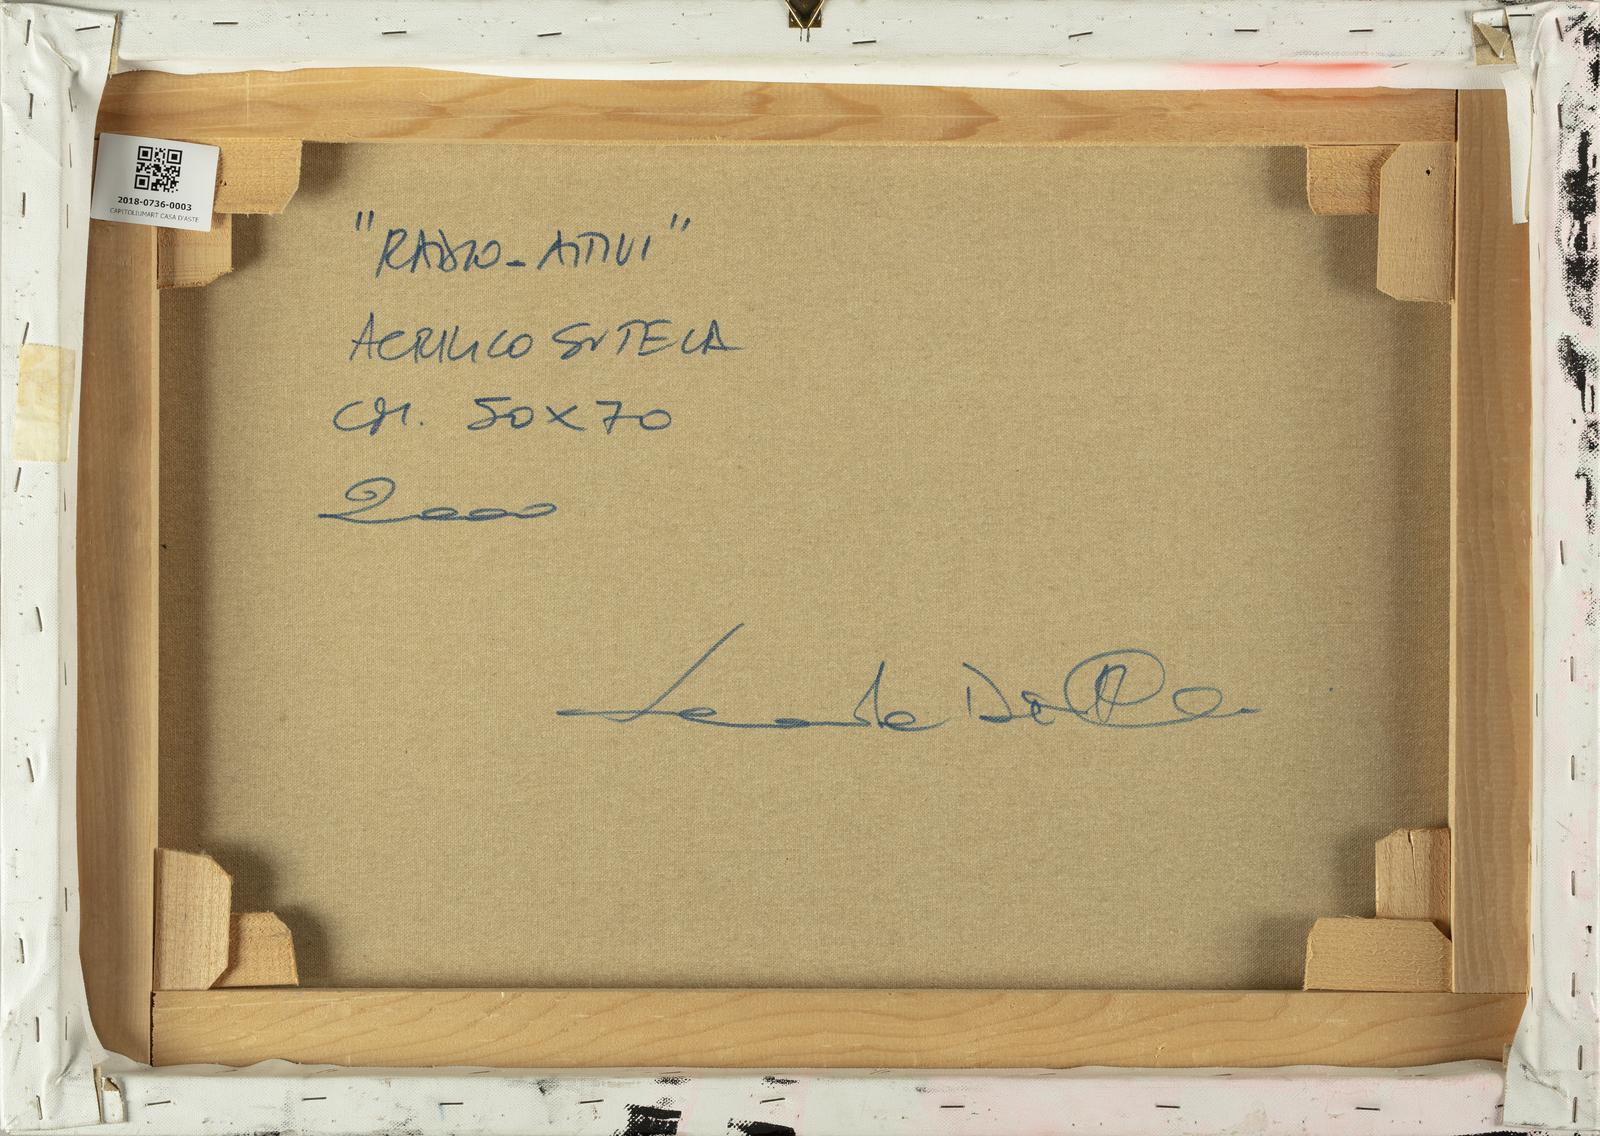 2018-0736-0003
CAPITOLIUMART CASA D'ASTE
"RADIO-ATTIVI"
ACRILICO SU TELA
CM. 50X70
2000